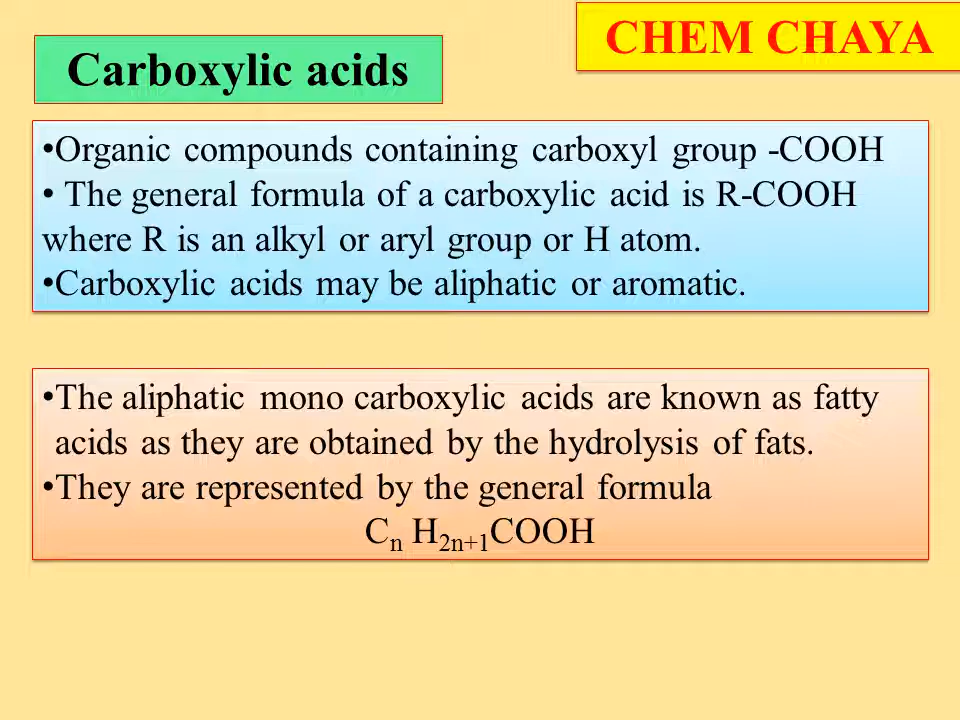 CHEM CHAYA
Carboxylic acids
•Organic compounds containing carboxyl group -COOH
• The general formula of a carboxylic acid is R-COOH
where R is an alkyl or aryl group or H atom.
•Carboxylic acids may be aliphatic or aromatic.
•The aliphatic mono carboxylic acids are known as fatty
acids as they are obtained by the hydrolysis of fats.
•They are represented by the general formula
Cₙ H₂ₙ₊₁COOH